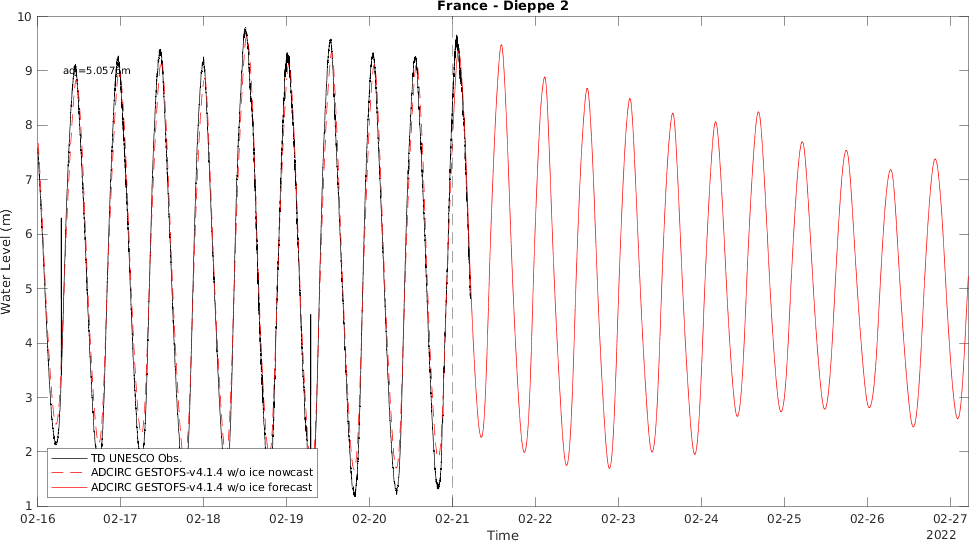 France - Dieppe 2
10
9
8
7
6
5
4
3
2
1
Water Level (m)
TD UNESCO Obs.
ADCIRC GESTOFS-v4.1.4 w/o ice nowcast
ADCIRC GESTOFS-v4.1.4 w/o ice forecast
02-16 02-17 02-18 02-19 02-20 02-21 02-22 02-23 02-24 02-25 02-26 02-27
Time
2022